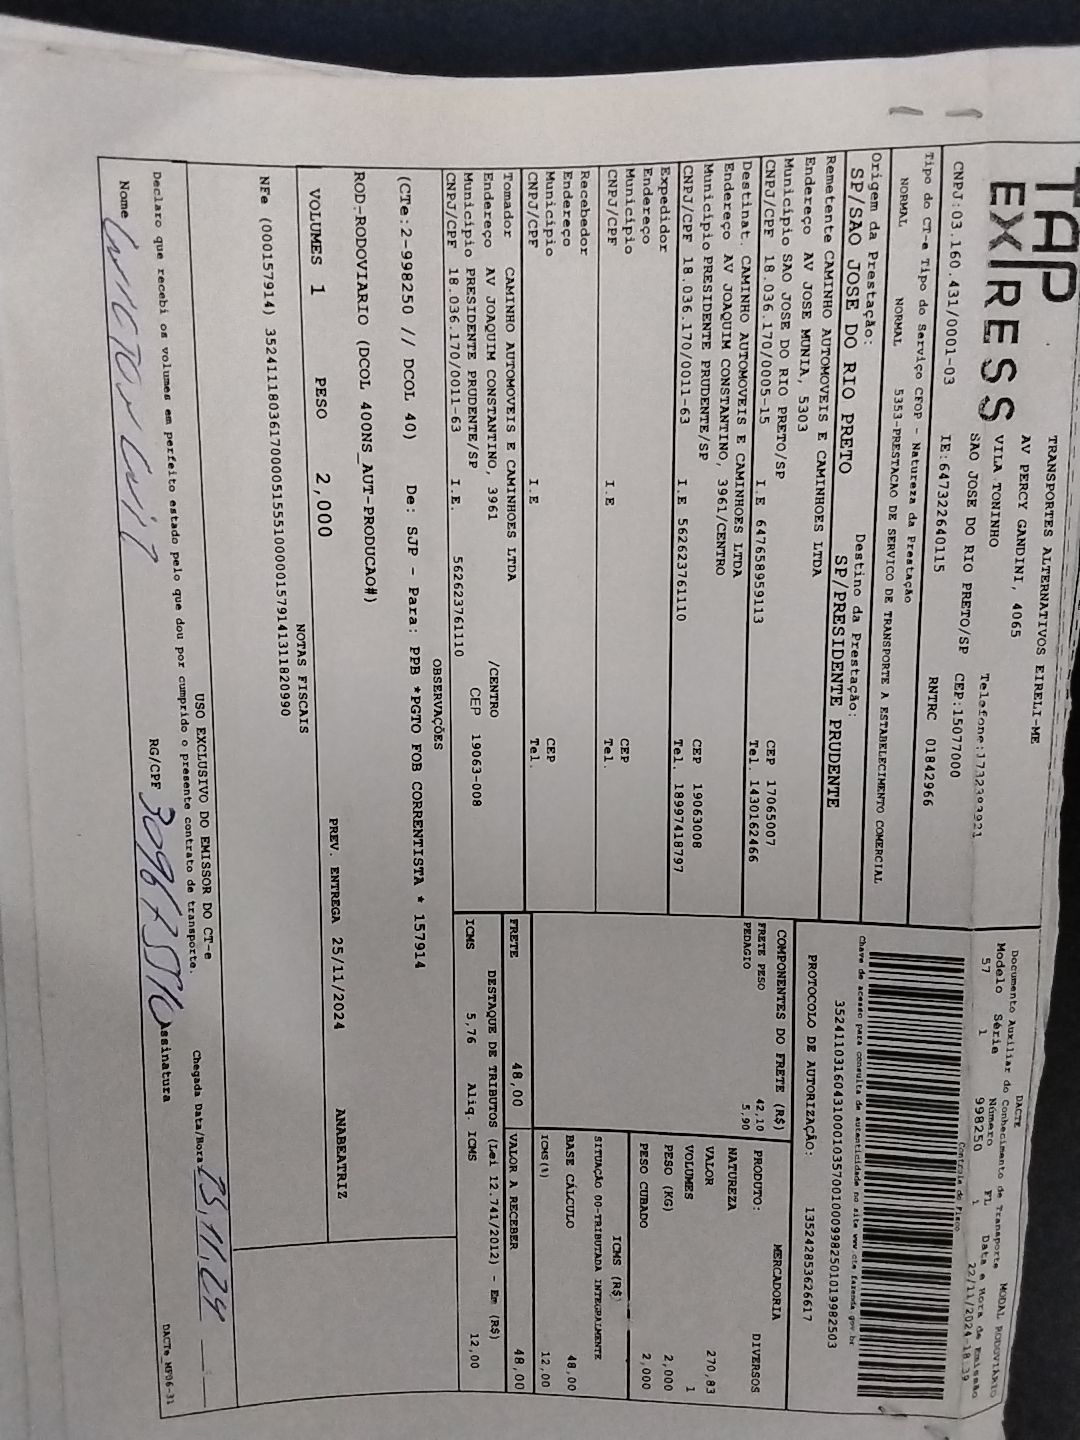 TAP
EXPRESS
TRANSPORTES ALTERNATIVOS EIRELI-ME
AV PERCY GANDINI, 4065
VILA TONINHO
SAO JOSE DO RIO PRETO/SP CEP:15077000
CNPJ:03.160.431/0001-03 IE:647322640115 RNTRC 01842966
Tipo do CT-e Tipo do Serviço CFOP - Natureza da Prestação
NORMAL NORMAL 5353-PRESTACAO DE SERVICO DE TRANSPORTE A ESTABELECIMENTO COMERCIAL
Origem da Prestação: Destino da Prestação:
SP/SAO JOSE DO RIO PRETO SP/PRESIDENTE PRUDENTE
Remetente CAMINHO AUTOMOVEIS E CAMINHOES LTDA
Endereço AV JOSE MUNIA, 5303
Município SAO JOSE DO RIO PRETO/SP CEP 17065007
CNPJ/CPF 18.036.170/0005-15 I.E 647658959113 Tel. 1430162466
Destinat. CAMINHO AUTOMOVEIS E CAMINHOES LTDA
Endereço AV JOAQUIM CONSTANTINO, 3961/CENTRO
Município PRESIDENTE PRUDENTE/SP CEP 19063008
CNPJ/CPF 18.036.170/0011-63 I.E 562623761110 Tel. 18997418797
Expedidor
Endereço
Município CEP
CNPJ/CPF I.E Tel.
Recebedor
Endereço
Município CEP
CNPJ/CPF I.E Tel.
Tomador CAMINHO AUTOMOVEIS E CAMINHOES LTDA
Endereço AV JOAQUIM CONSTANTINO, 3961 /CENTRO
Município PRESIDENTE PRUDENTE/SP CEP 19063-008
CNPJ/CPF 18.036.170/0011-63 I.E. 562623761110
DACTE MODAL RODOVIÁRIO
Documento Auxiliar do Conhecimento de Transporte
Modelo Série Número FL Data e Hora de Emissão
57 1 998250 1 22/11/2024-18:39
Controle do Fisco
Chave de acesso para consulta de autenticidade no site www cte fazenda gov br
35241103160431000103570010009982501019982503
PROTOCOLO DE AUTORIZAÇÃO: 135242853626617
COMPONENTES DO FRETE (R$)
FRETE PESO 42,10
PEDAGIO 5,90
PRODUTO: MERCADORIA
NATUREZA DIVERSOS
VALOR 270,83
VOLUMES 1
PESO (KG) 2,000
PESO CUBADO 2,000
ICMS (R$)
SITUAÇÃO 00-TRIBUTADA INTEGRALMENTE
BASE CÁLCULO 48,00
ICMS(%) 12,00
FRETE 48,00 VALOR A RECEBER 48,00
DESTAQUE DE TRIBUTOS (Lei 12.741/2012) - Em (R$)
ICMS 5,76 Aliq. ICMS 12,00
OBSERVAÇÕES
(CTe:2-998250 // DCOL 40) De: SJP - Para: PPB *PGTO FOB CORRENTISTA * 157914
ROD-RODOVIARIO (DCOL 400NS_AUT-PRODUCAO#)
VOLUMES 1 PESO 2,000 PREV. ENTREGA 25/11/2024 ANABEATRIZ
NOTAS FISCAIS
NFe (000157914) 35241118036170000515551000001579141311820990
USO EXCLUSIVO DO EMISSOR DO CT-e
Declaro que recebi os volumes em perfeito estado pelo que dou por cumprido o presente contrato de transporte.
Chegada Data/Hora 25,11,24
Nome RG/CPF Assinatura
DACTe_MP06-31